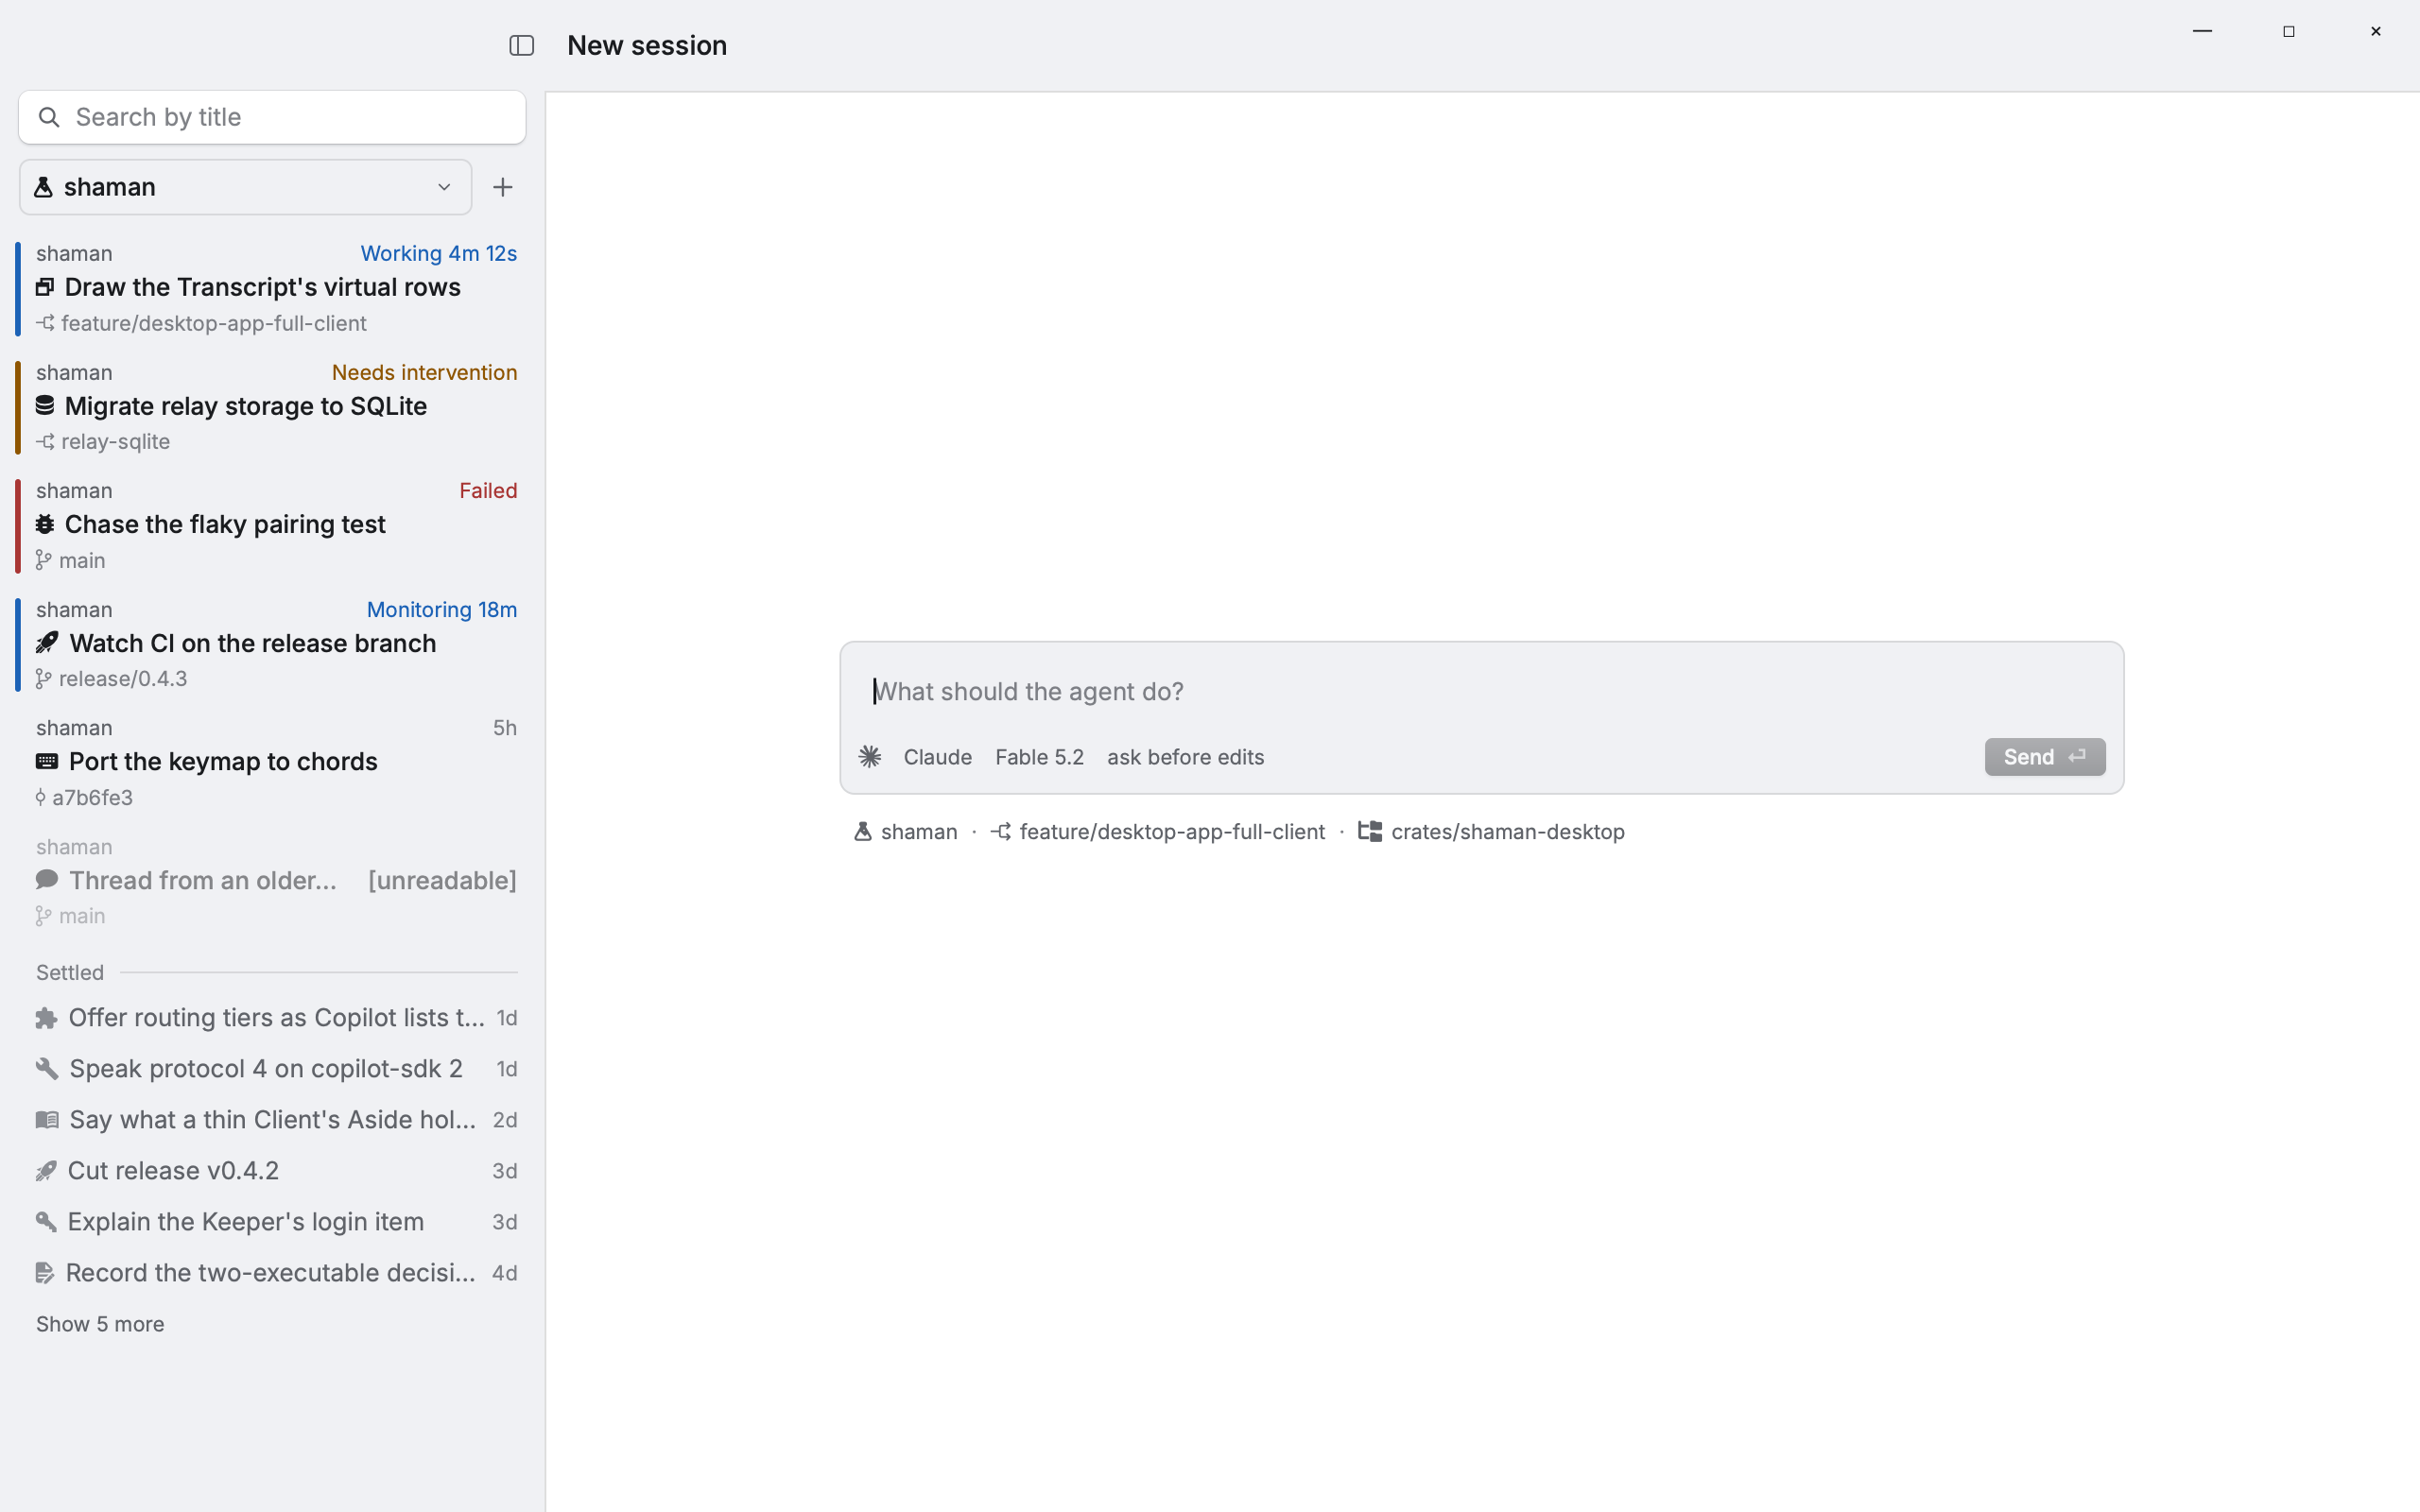 New session
Search by title
shaman
shaman Working 4m 12s
Draw the Transcript's virtual rows
feature/desktop-app-full-client
shaman Needs intervention
Migrate relay storage to SQLite
relay-sqlite
shaman Failed
Chase the flaky pairing test
main
shaman Monitoring 18m
Watch CI on the release branch
release/0.4.3
shaman 5h
Port the keymap to chords
a7b6fe3
shaman
Thread from an older... [unreadable]
main
Settled
Offer routing tiers as Copilot lists t... 1d
Speak protocol 4 on copilot-sdk 2 1d
Say what a thin Client's Aside hol... 2d
Cut release v0.4.2 3d
Explain the Keeper's login item 3d
Record the two-executable decisi... 4d
Show 5 more
What should the agent do?
Claude Fable 5.2 ask before edits Send
shaman · feature/desktop-app-full-client · crates/shaman-desktop